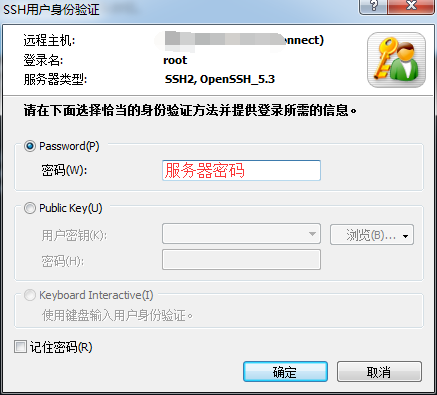 SSH用户身份验证
远程主机: onnect)
登录名: root
服务器类型: SSH2, OpenSSH_5.3
请在下面选择恰当的身份验证方法并提供登录所需的信息。
Password(P)
密码(W): 服务器密码
Public Key(U)
用户密钥(K): 浏览(B)...
密码(H):
Keyboard Interactive(I)
使用键盘输入用户身份验证。
记住密码(R)
确定 取消